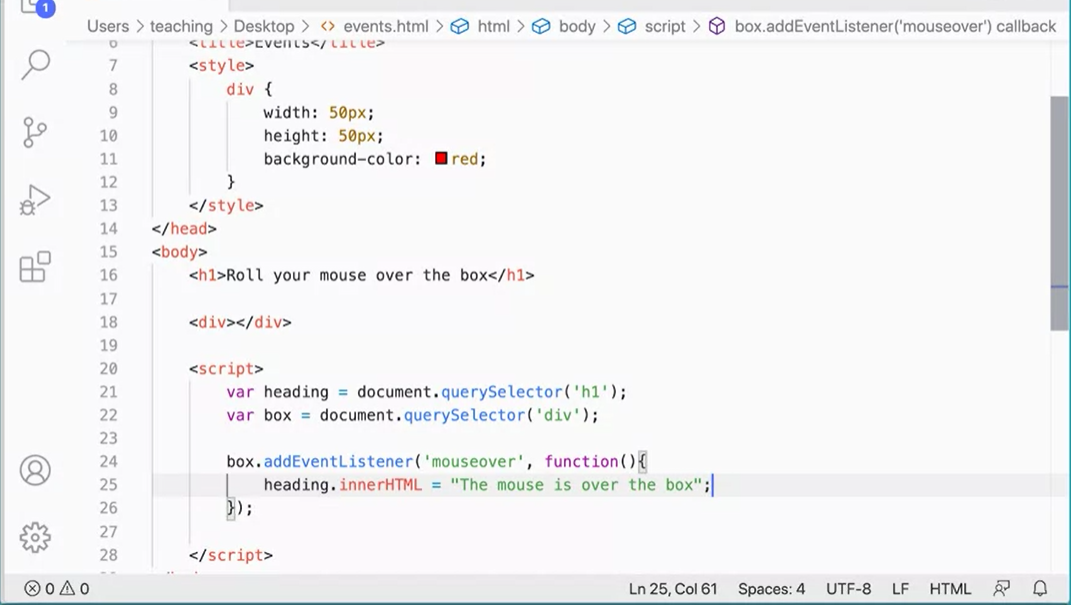 1
Users > teaching > Desktop > events.html > html > body > script > box.addEventListener('mouseover') callback
6 <title>Events</title>
7 <style>
8 div {
9 width: 50px;
10 height: 50px;
11 background-color: red;
12 }
13 </style>
14 </head>
15 <body>
16 <h1>Roll your mouse over the box</h1>
17
18 <div></div>
19
20 <script>
21 var heading = document.querySelector('h1');
22 var box = document.querySelector('div');
23
24 box.addEventListener('mouseover', function(){
25 heading.innerHTML = "The mouse is over the box";
26 });
27
28 </script>
0 0 Ln 25, Col 61 Spaces: 4 UTF-8 LF HTML